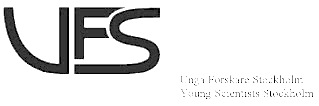 UFS
Unga Forskare Stockholm
Young Scientists Stockholm